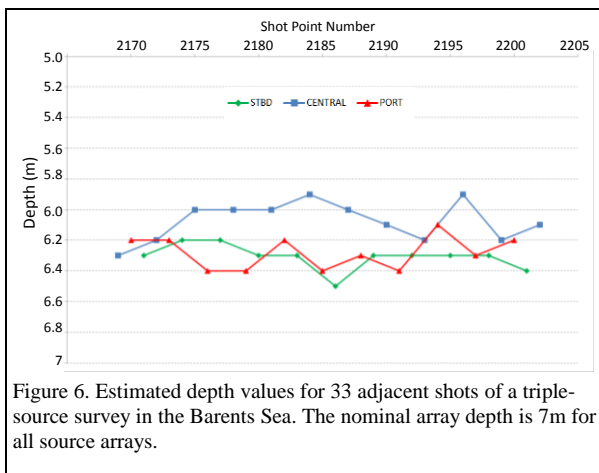 Shot Point Number
2170 2175 2180 2185 2190 2195 2200 2205
5.0
5.2
5.4
5.6
5.8
6.0
6.2
6.4
6.6
6.8
7
Depth (m)
STBD CENTRAL PORT
Figure 6. Estimated depth values for 33 adjacent shots of a triple-
source survey in the Barents Sea. The nominal array depth is 7m for
all source arrays.